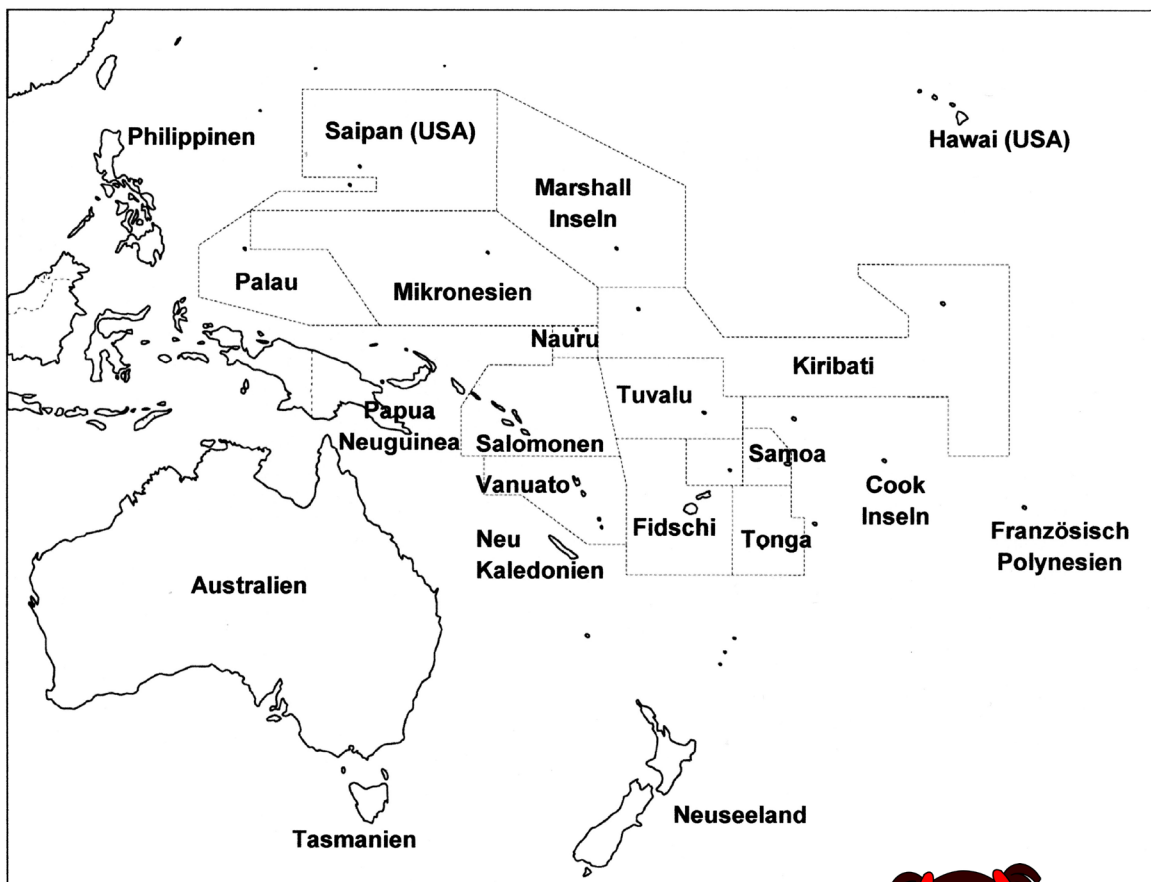 Philippinen
Saipan (USA)
Hawai (USA)
Marshall
Inseln
Palau
Mikronesien
Nauru
Kiribati
Tuvalu
Papua
Neuguinea
Salomonen
Samoa
Vanuato
Cook
Inseln
Fidschi
Tonga
Französisch
Polynesien
Neu
Kaledonien
Australien
Neuseeland
Tasmanien